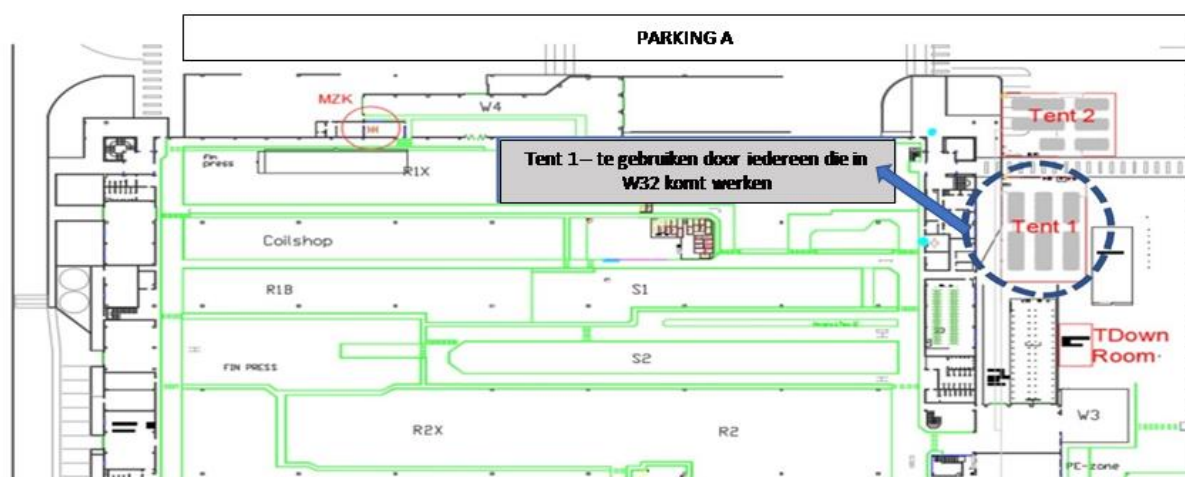 PARKING A
MZK
W4
Tent 2
Fin
press
R1X
Tent 1 – te gebruiken door iedereen die in
W32 komt werken
Tent 1
Coilshop
R1B
S1
S2
TDown
Room
FIN PRESS
R2X
R2
W3
PE-zone